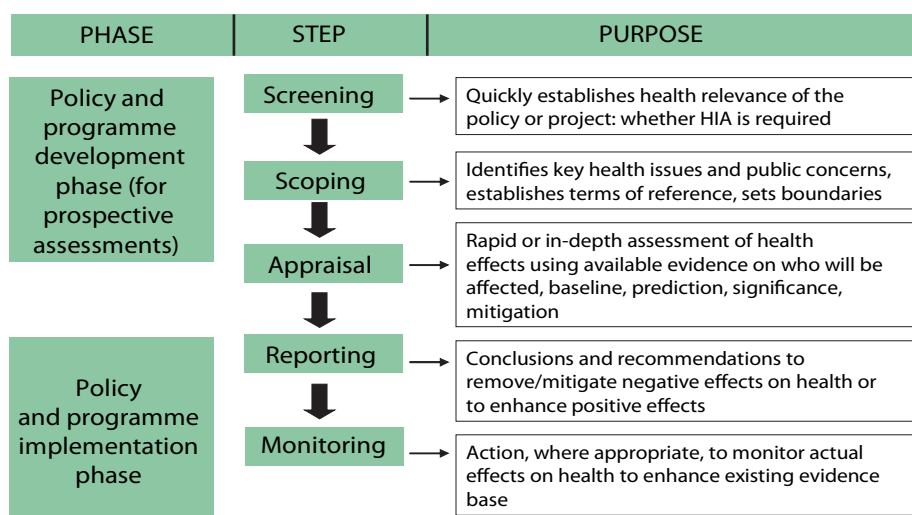 PHASE
STEP
PURPOSE
Policy and
programme
development
phase (for
prospective
assessments)
Screening
Quickly establishes health relevance of the
policy or project: whether HIA is required
Scoping
Identifies key health issues and public concerns,
establishes terms of reference, sets boundaries
Appraisal
Rapid or in-depth assessment of health
effects using available evidence on who will be
affected, baseline, prediction, significance,
mitigation
Policy
and programme
implementation
phase
Reporting
Conclusions and recommendations to
remove/mitigate negative effects on health or
to enhance positive effects
Monitoring
Action, where appropriate, to monitor actual
effects on health to enhance existing evidence
base